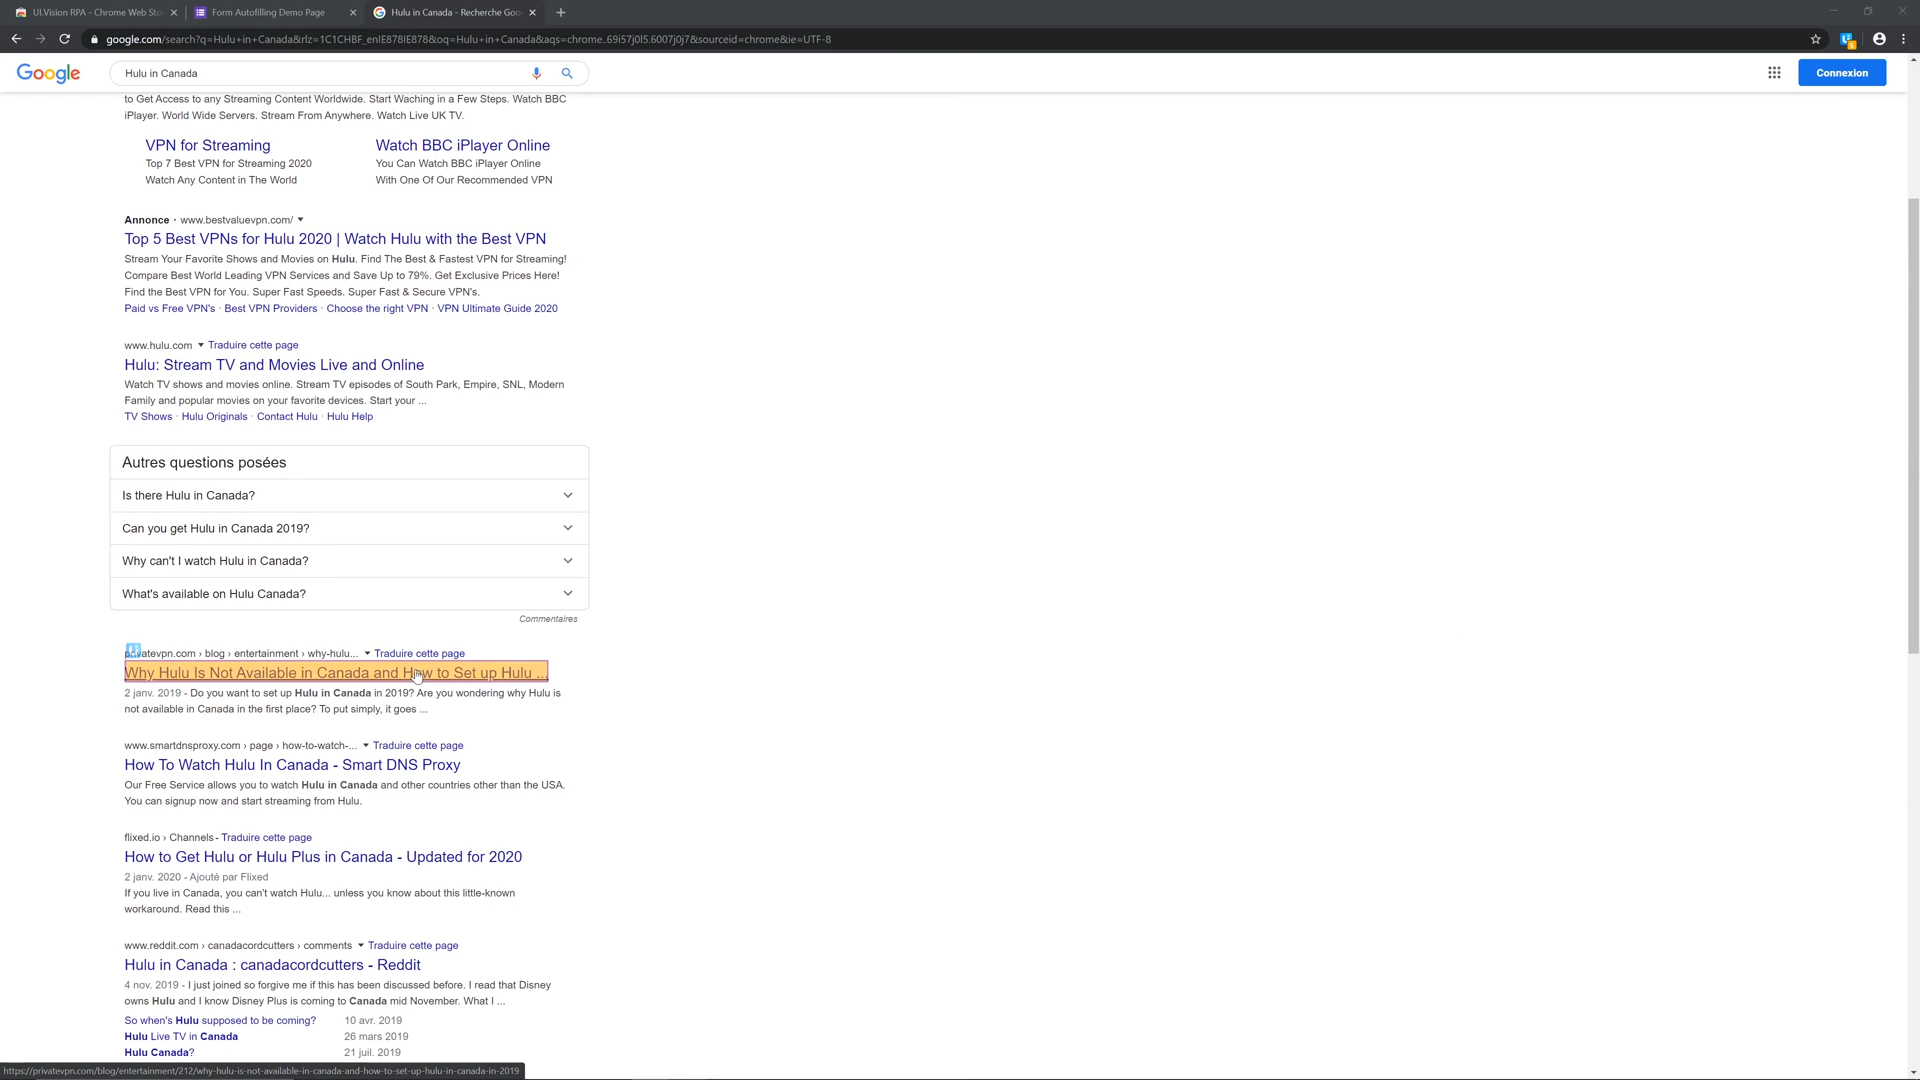 UI.Vision RPA - Chrome Web Sto
Form Autofilling Demo Page
Hulu in Canada - Recherche Goo
google.com/search?q=Hulu+in+Canada&rlz=1C1CHBF_enIE878IE878&oq=Hulu+in+Canada&aqs=chrome..69i57j0l5.6007j0j7&sourceid=chrome&ie=UTF-8
Google
Hulu in Canada
Connexion
to Get Access to any Streaming Content Worldwide. Start Waching in a Few Steps. Watch BBC
iPlayer. World Wide Servers. Stream From Anywhere. Watch Live UK TV.
VPN for Streaming
Top 7 Best VPN for Streaming 2020
Watch Any Content in The World
Watch BBC iPlayer Online
You Can Watch BBC iPlayer Online
With One Of Our Recommended VPN
Annonce · www.bestvaluevpn.com/
Top 5 Best VPNs for Hulu 2020 | Watch Hulu with the Best VPN
Stream Your Favorite Shows and Movies on Hulu. Find The Best & Fastest VPN for Streaming!
Compare Best World Leading VPN Services and Save Up to 79%. Get Exclusive Prices Here!
Find the Best VPN for You. Super Fast Speeds. Super Fast & Secure VPN's.
Paid vs Free VPN's · Best VPN Providers · Choose the right VPN · VPN Ultimate Guide 2020
www.hulu.com Traduire cette page
Hulu: Stream TV and Movies Live and Online
Watch TV shows and movies online. Stream TV episodes of South Park, Empire, SNL, Modern
Family and popular movies on your favorite devices. Start your ...
TV Shows · Hulu Originals · Contact Hulu · Hulu Help
Autres questions posées
Is there Hulu in Canada?
Can you get Hulu in Canada 2019?
Why can't I watch Hulu in Canada?
What's available on Hulu Canada?
Commentaires
privatevpn.com › blog › entertainment › why-hulu... Traduire cette page
Why Hulu Is Not Available in Canada and How to Set up Hulu ...
2 janv. 2019 - Do you want to set up Hulu in Canada in 2019? Are you wondering why Hulu is
not available in Canada in the first place? To put simply, it goes ...
www.smartdnsproxy.com › page › how-to-watch-... Traduire cette page
How To Watch Hulu In Canada - Smart DNS Proxy
Our Free Service allows you to watch Hulu in Canada and other countries other than the USA.
You can signup now and start streaming from Hulu.
flixed.io › Channels - Traduire cette page
How to Get Hulu or Hulu Plus in Canada - Updated for 2020
2 janv. 2020 - Ajouté par Flixed
If you live in Canada, you can't watch Hulu... unless you know about this little-known
workaround. Read this ...
www.reddit.com › canadacordcutters › comments Traduire cette page
Hulu in Canada : canadacordcutters - Reddit
4 nov. 2019 - I just joined so forgive me if this has been discussed before. I read that Disney
owns Hulu and I know Disney Plus is coming to Canada mid November. What I ...
So when's Hulu supposed to be coming? 10 avr. 2019
Hulu Live TV in Canada 26 mars 2019
Hulu Canada? 21 juil. 2019
https://privatevpn.com/blog/entertainment/212/why-hulu-is-not-available-in-canada-and-how-to-set-up-hulu-in-canada-in-2019